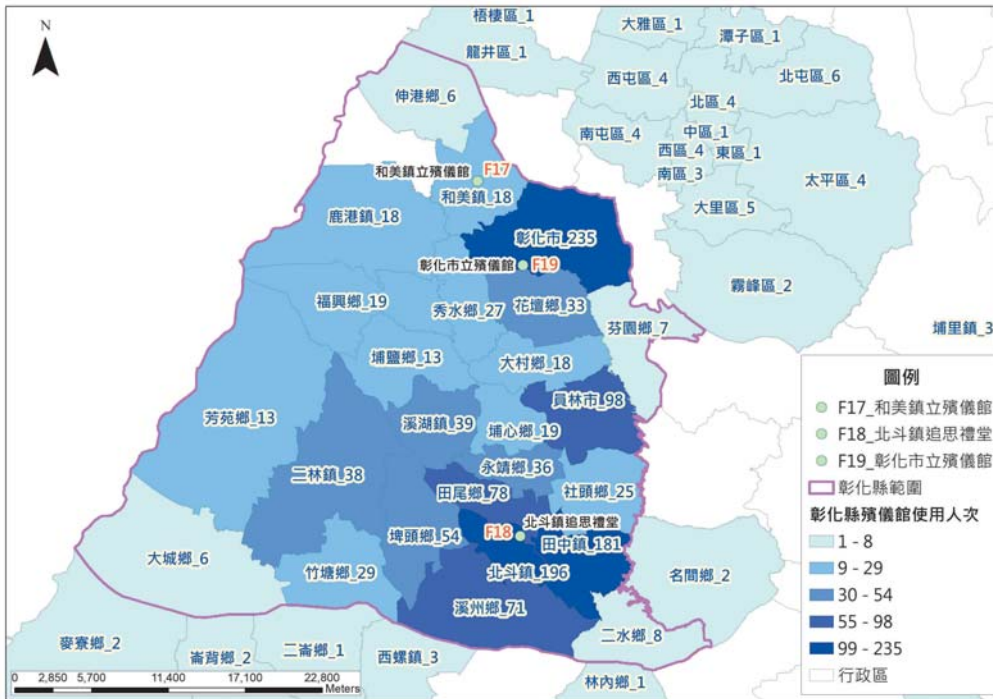 N
梧棲區_1
大雅區_1
潭子區_1
龍井區_1
西屯區_4
北屯區_6
伸港鄉_6
北區_4
南屯區_4
中區_1
西區_4
東區_1
南區_3
太平區_4
和美鎮立殯儀館
F17
和美鎮_18
大里區_5
鹿港鎮_18
彰化市_235
彰化市立殯儀館
F19
霧峰區_2
福興鄉_19
秀水鄉_27
花壇鄉_33
芬園鄉_7
埔里鎮_3
埔鹽鄉_13
大村鄉_18
員林市_98
芳苑鄉_13
溪湖鎮_39
埔心鄉_19
二林鎮_38
永靖鄉_36
田尾鄉_78
社頭鄉_25
北斗鎮追思禮堂
F18
埤頭鄉_54
田中鎮_181
大城鄉_6
竹塘鄉_29
北斗鎮_196
名間鄉_2
溪州鄉_71
二水鄉_8
麥寮鄉_2
崙背鄉_2
二崙鄉_1
西螺鎮_3
林內鄉_1
0 2,850 5,700 11,400 17,100 22,800
Meters
圖例
F17_和美鎮立殯儀館
F18_北斗鎮追思禮堂
F19_彰化市立殯儀館
彰化縣範圍
彰化縣殯儀館使用人次
1 - 8
9 - 29
30 - 54
55 - 98
99 - 235
行政區